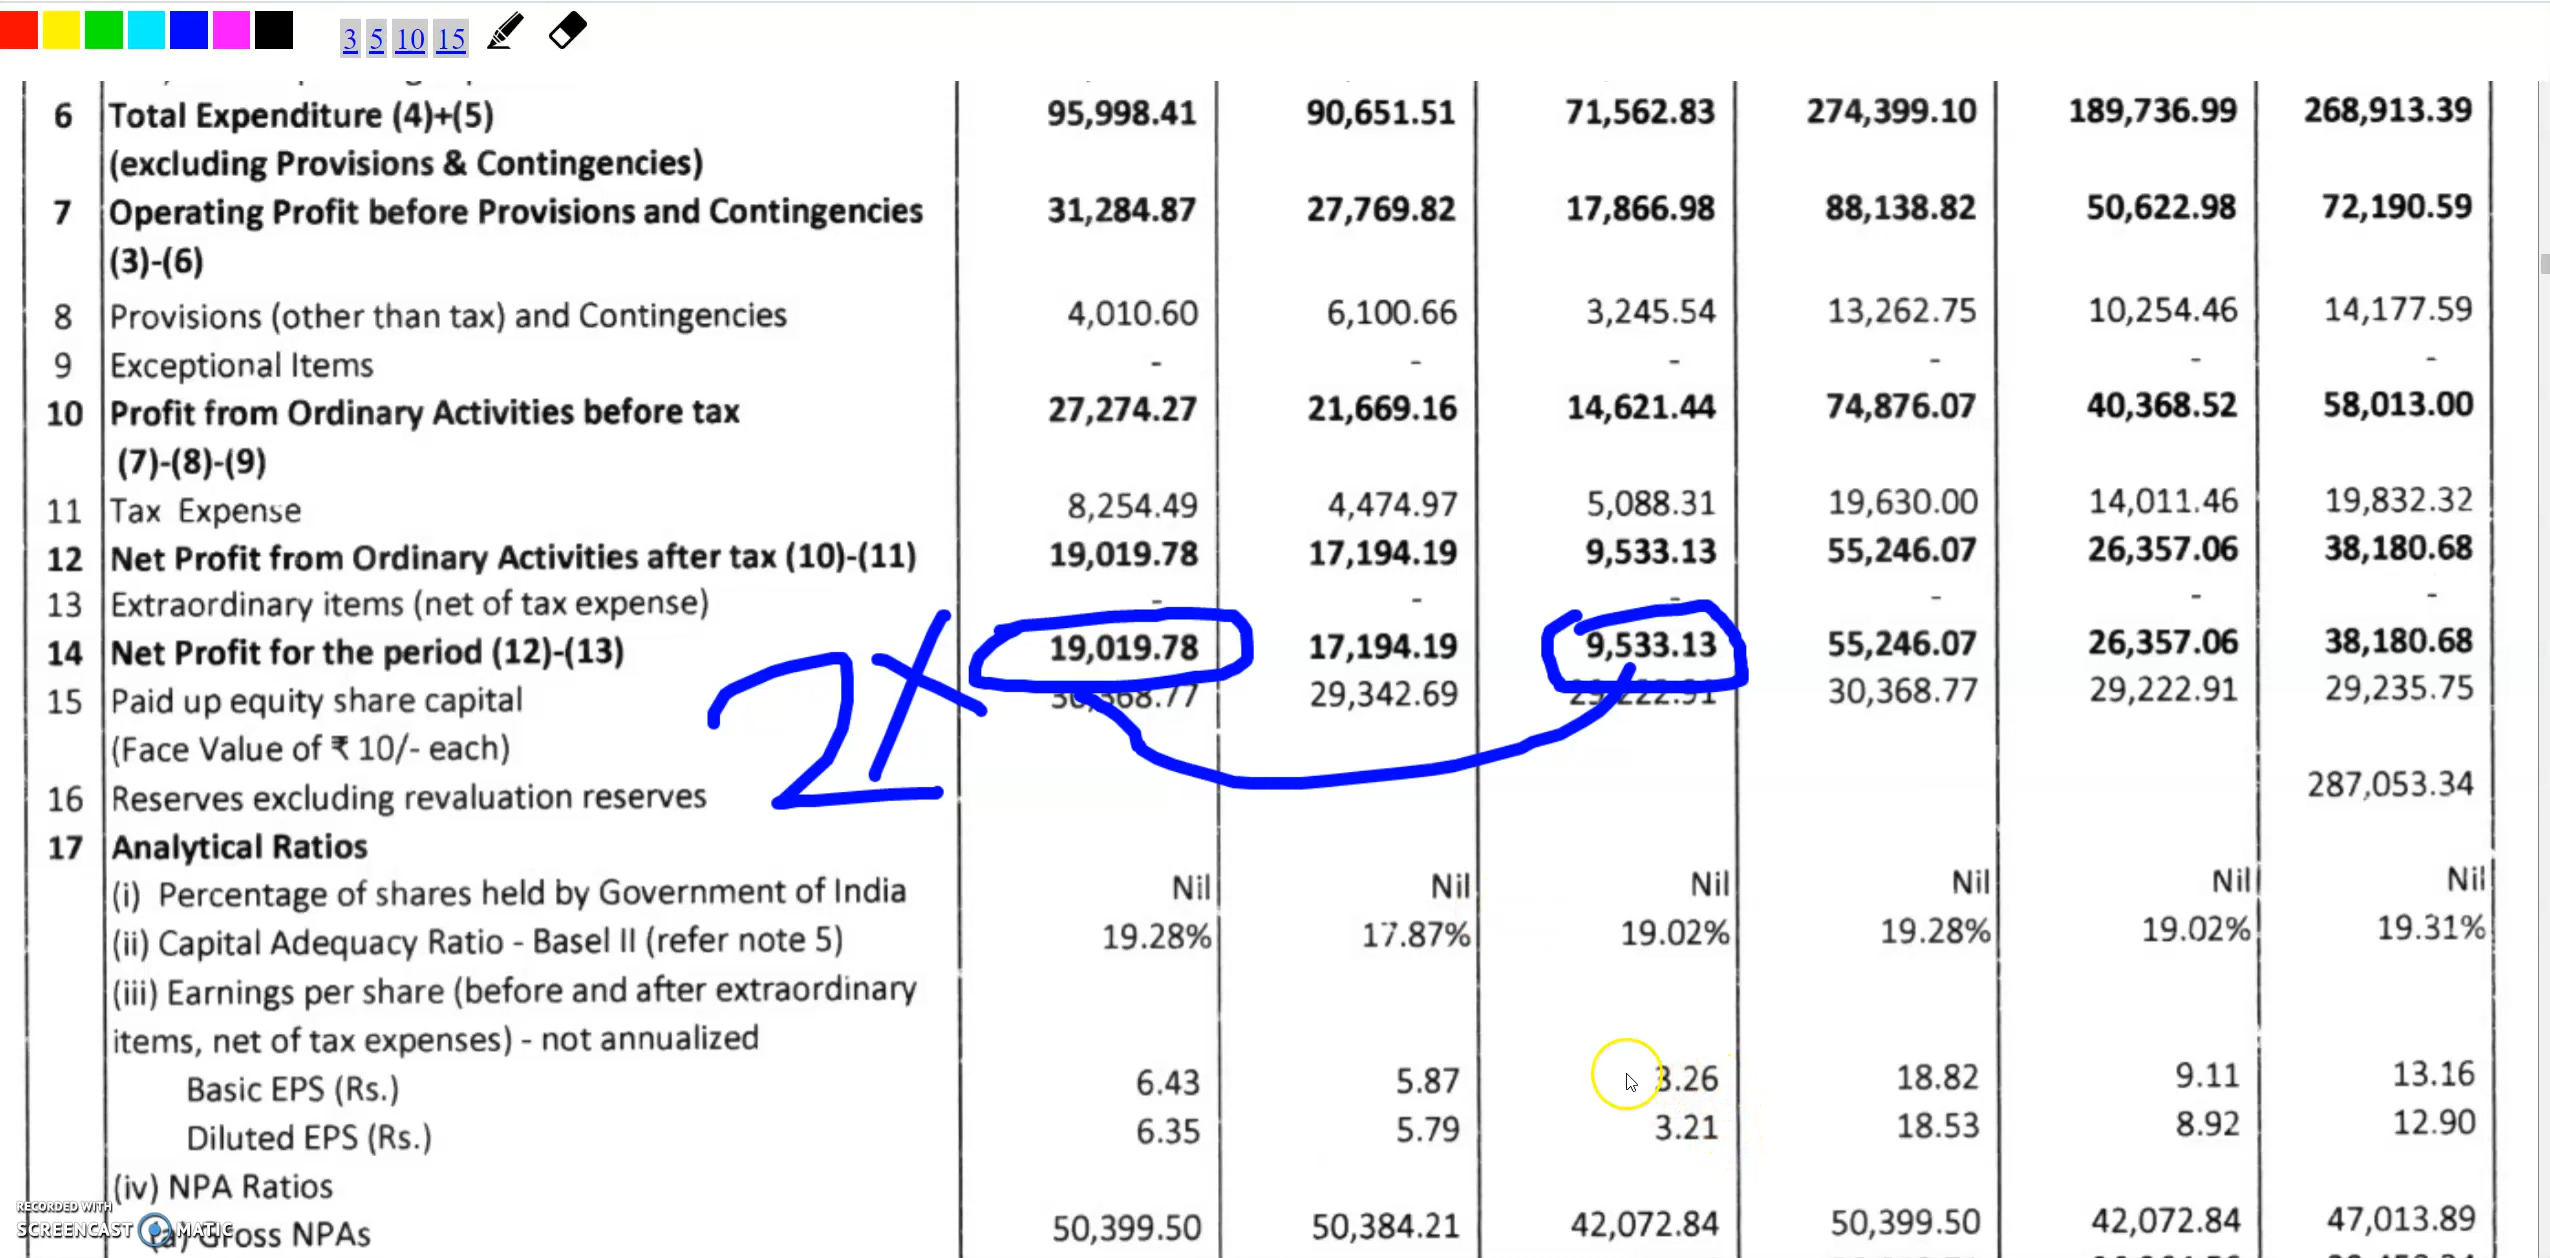 3 5 10 15
6 Total Expenditure (4)+(5) 95,998.41 90,651.51 71,562.83 274,399.10 189,736.99 268,913.39
(excluding Provisions & Contingencies)
7 Operating Profit before Provisions and Contingencies 31,284.87 27,769.82 17,866.98 88,138.82 50,622.98 72,190.59
(3)-(6)
8 Provisions (other than tax) and Contingencies 4,010.60 6,100.66 3,245.54 13,262.75 10,254.46 14,177.59
9 Exceptional Items - - - - - -
10 Profit from Ordinary Activities before tax 27,274.27 21,669.16 14,621.44 74,876.07 40,368.52 58,013.00
(7)-(8)-(9)
11 Tax Expense 8,254.49 4,474.97 5,088.31 19,630.00 14,011.46 19,832.32
12 Net Profit from Ordinary Activities after tax (10)-(11) 19,019.78 17,194.19 9,533.13 55,246.07 26,357.06 38,180.68
13 Extraordinary items (net of tax expense) - - - - - -
14 Net Profit for the period (12)-(13) 19,019.78 17,194.19 9,533.13 55,246.07 26,357.06 38,180.68
2X
15 Paid up equity share capital 30,368.77 29,342.69 29,222.91 30,368.77 29,222.91 29,235.75
(Face Value of ₹ 10/- each)
16 Reserves excluding revaluation reserves 287,053.34
17 Analytical Ratios
(i) Percentage of shares held by Government of India Nil Nil Nil Nil Nil Nil
(ii) Capital Adequacy Ratio - Basel II (refer note 5) 19.28% 17.87% 19.02% 19.28% 19.02% 19.31%
(iii) Earnings per share (before and after extraordinary
items, net of tax expenses) - not annualized
Basic EPS (Rs.) 6.43 5.87 3.26 18.82 9.11 13.16
Diluted EPS (Rs.) 6.35 5.79 3.21 18.53 8.92 12.90
(iv) NPA Ratios
(a) Gross NPAs 50,399.50 50,384.21 42,072.84 50,399.50 42,072.84 47,013.89
RECORDED WITH
SCREENCAST MATIC